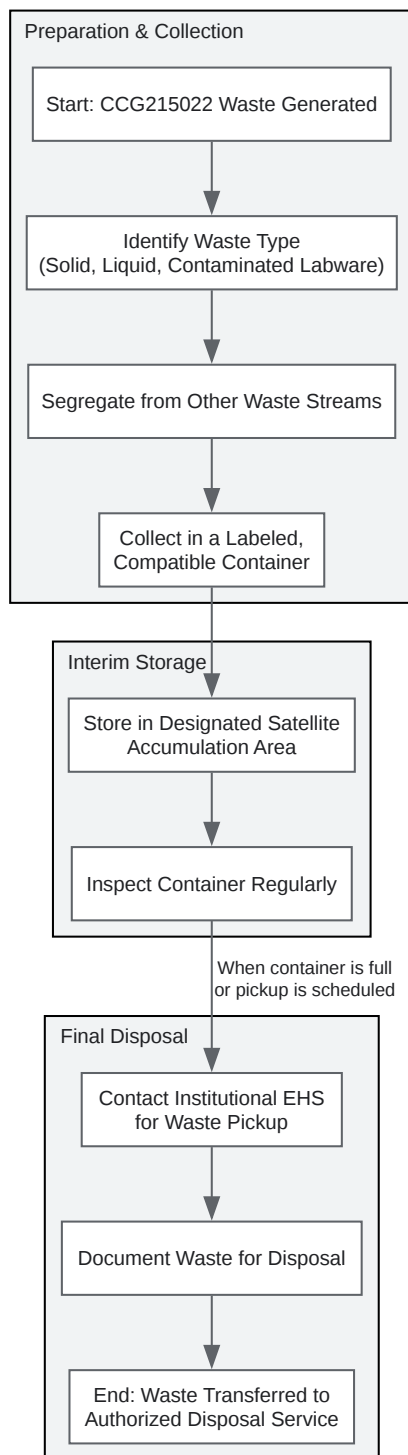 Preparation & Collection
Start: CCG215022 Waste Generated
Identify Waste Type
(Solid, Liquid, Contaminated Labware)
Segregate from Other Waste Streams
Collect in a Labeled,
Compatible Container
Interim Storage
Store in Designated Satellite
Accumulation Area
Inspect Container Regularly
When container is full
or pickup is scheduled
Final Disposal
Contact Institutional EHS
for Waste Pickup
Document Waste for Disposal
End: Waste Transferred to
Authorized Disposal Service